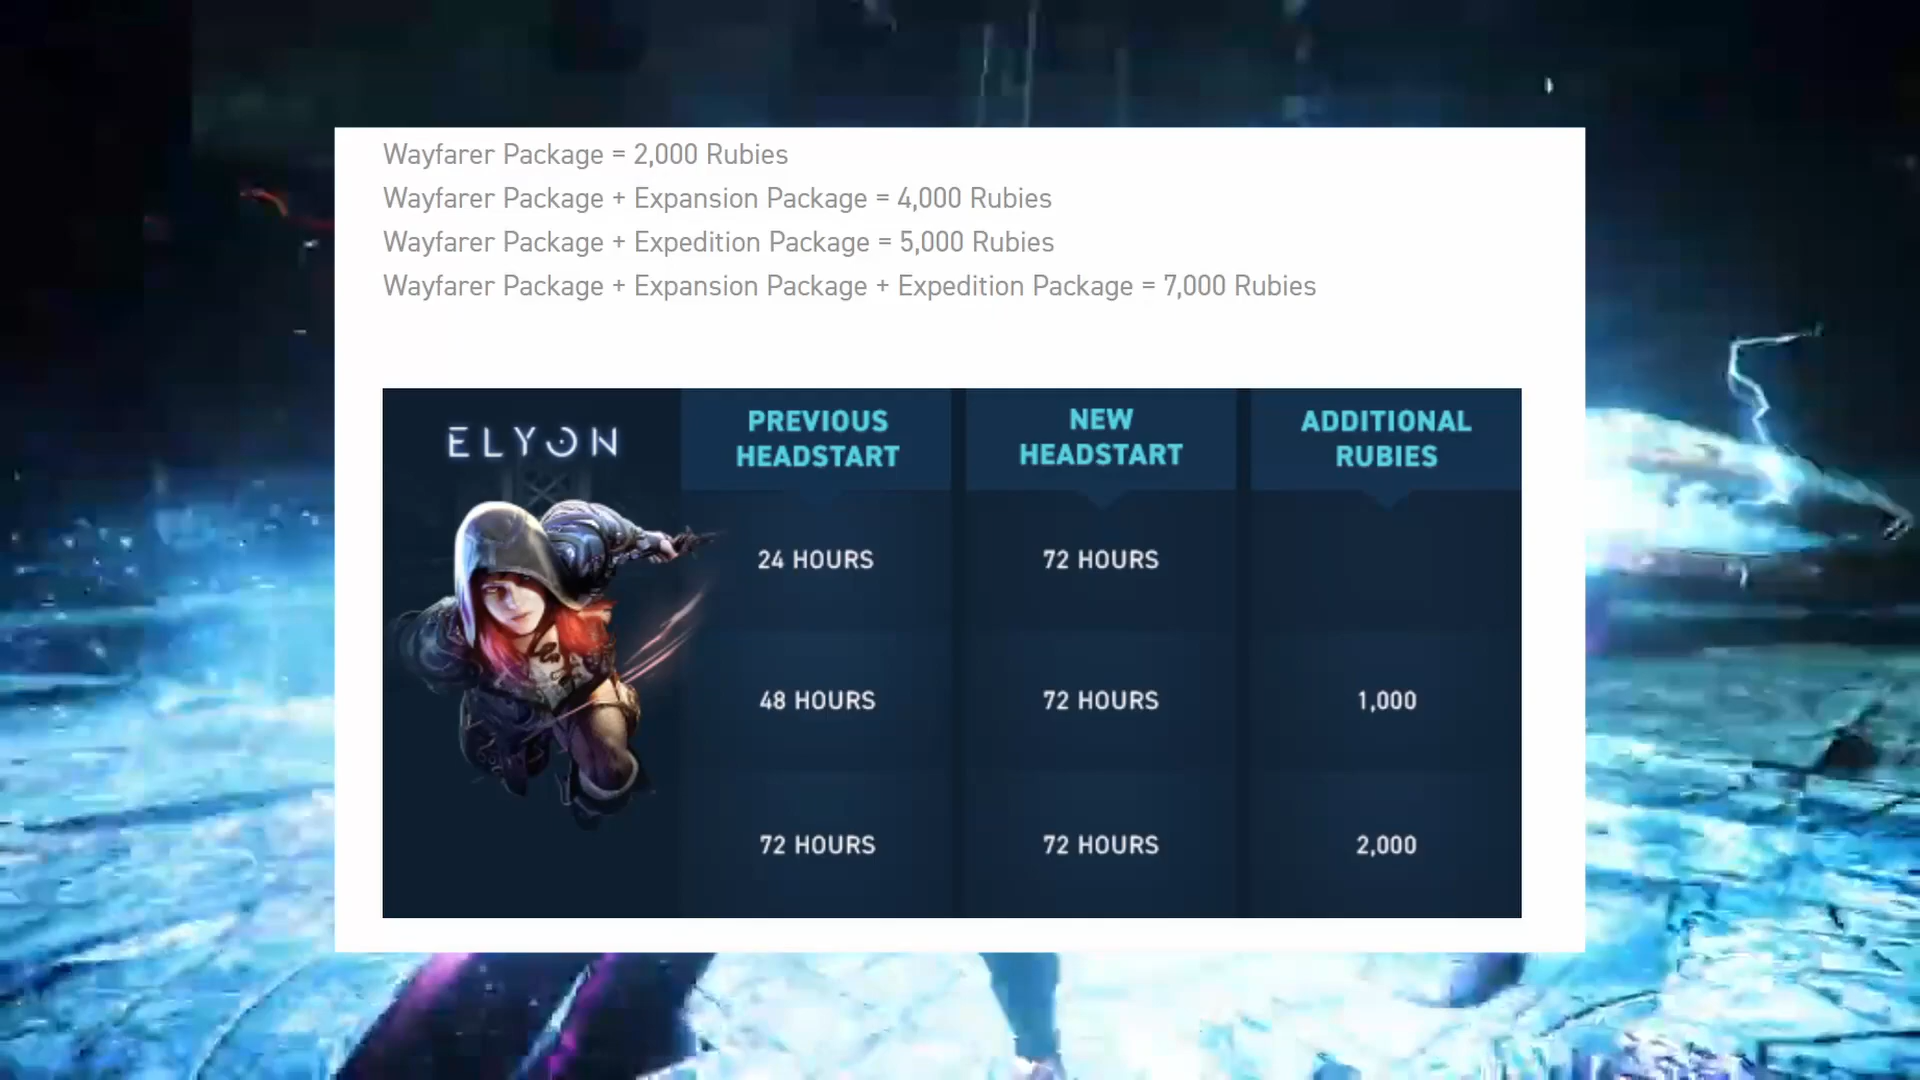 Wayfarer Package = 2,000 Rubies
Wayfarer Package + Expansion Package = 4,000 Rubies
Wayfarer Package + Expedition Package = 5,000 Rubies
Wayfarer Package + Expansion Package + Expedition Package = 7,000 Rubies
ELYON
PREVIOUS HEADSTART
NEW HEADSTART
ADDITIONAL RUBIES
24 HOURS
72 HOURS
48 HOURS
72 HOURS
1,000
72 HOURS
72 HOURS
2,000